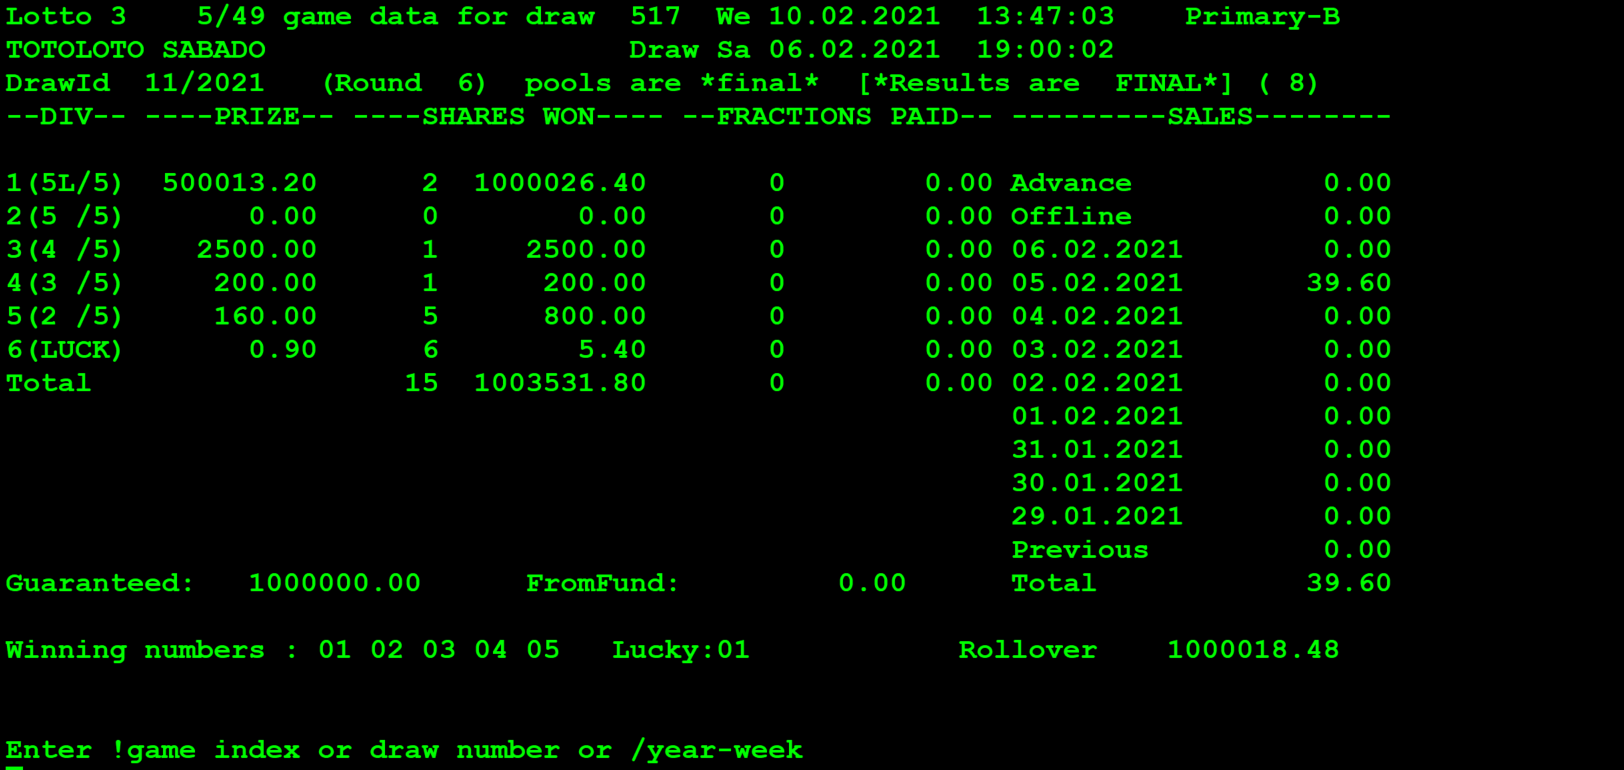 Lotto 3    5/49 game data for draw  517  We 10.02.2021  13:47:03    Primary-B
TOTOLOTO SABADO                     Draw Sa 06.02.2021  19:00:02
DrawId  11/2021   (Round  6)  pools are *final*  [*Results are  FINAL*] ( 8)
--DIV-- ----PRIZE-- ----SHARES WON---- --FRACTIONS PAID-- ---------SALES--------
1(5L/5)  500013.20      2  1000026.40       0        0.00 Advance           0.00
2(5 /5)       0.00      0        0.00       0        0.00 Offline           0.00
3(4 /5)    2500.00      1     2500.00       0        0.00 06.02.2021        0.00
4(3 /5)     200.00      1      200.00       0        0.00 05.02.2021       39.60
5(2 /5)     160.00      5      800.00       0        0.00 04.02.2021        0.00
6(LUCK)       0.90      6        5.40       0        0.00 03.02.2021        0.00
Total                  15  1003531.80       0        0.00 02.02.2021        0.00
01.02.2021        0.00
31.01.2021        0.00
30.01.2021        0.00
29.01.2021        0.00
Previous          0.00
Guaranteed:   1000000.00      FromFund:         0.00      Total            39.60
Winning numbers : 01 02 03 04 05   Lucky:01            Rollover    1000018.48
Enter !game index or draw number or /year-week